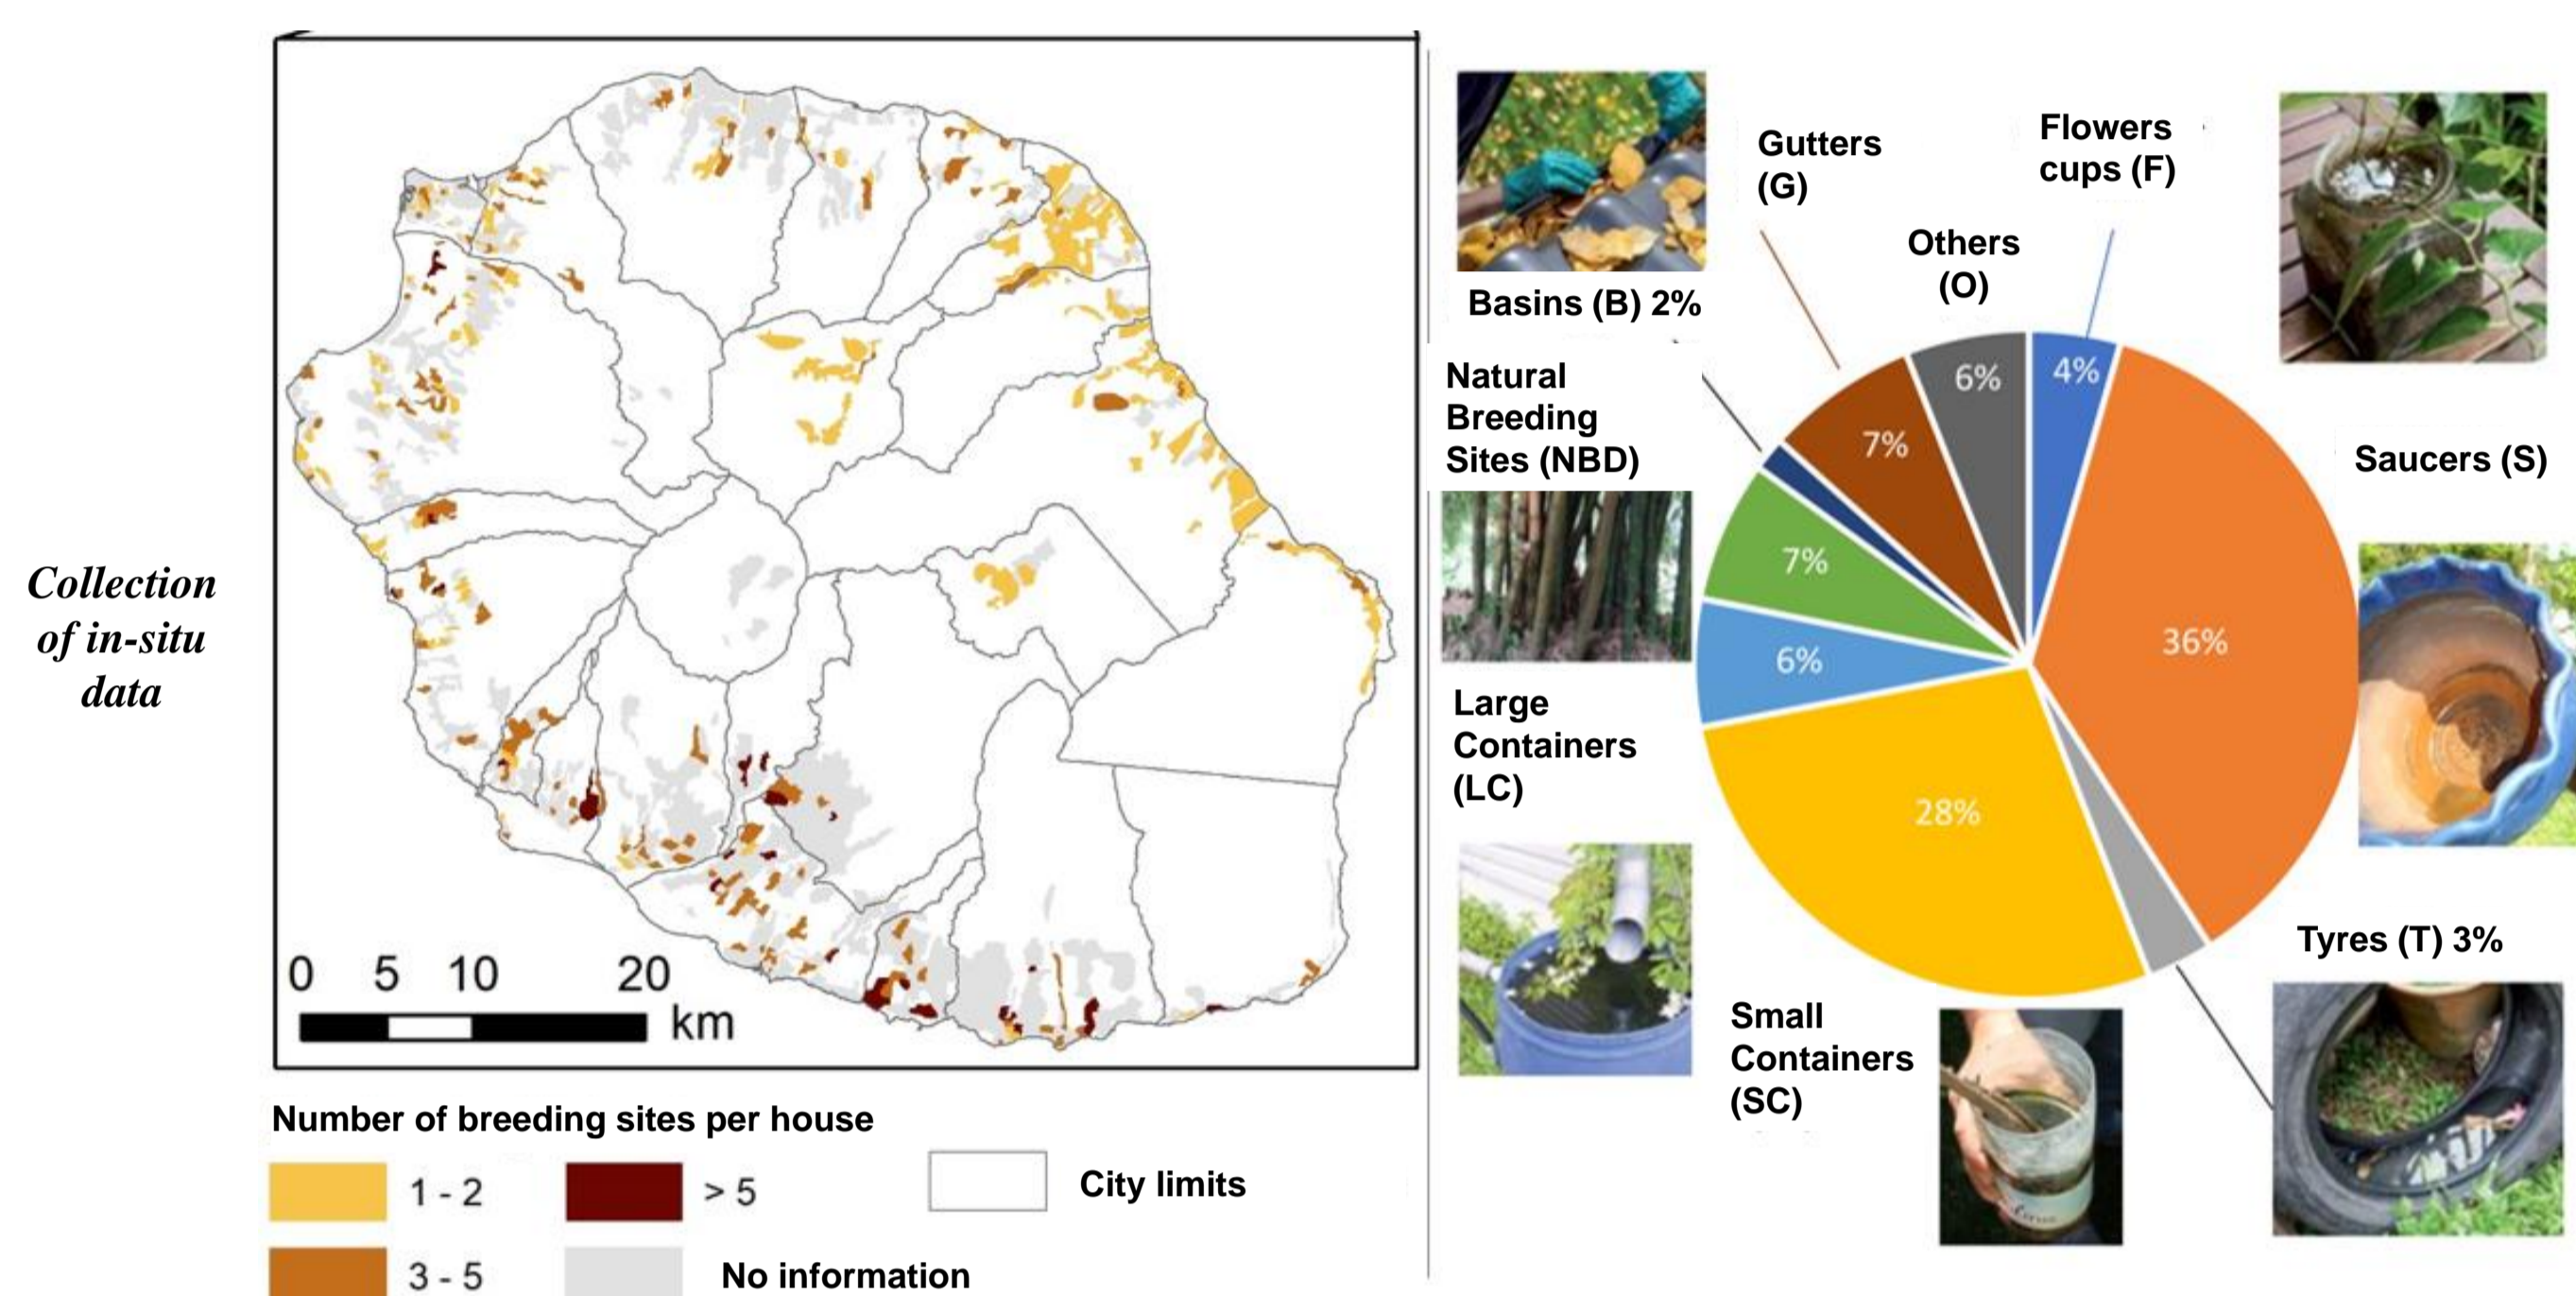 Collection
of in-situ
data
0 5 10 20
km
Number of breeding sites per house
1 - 2
> 5
City limits
3 - 5
No information
Basins (B) 2%
Gutters
(G)
Others
(O)
Flowers
cups (F)
Natural
Breeding
Sites (NBD)
Saucers (S)
Large
Containers
(LC)
Small
Containers
(SC)
Tyres (T) 3%
6%
4%
7%
36%
7%
6%
28%